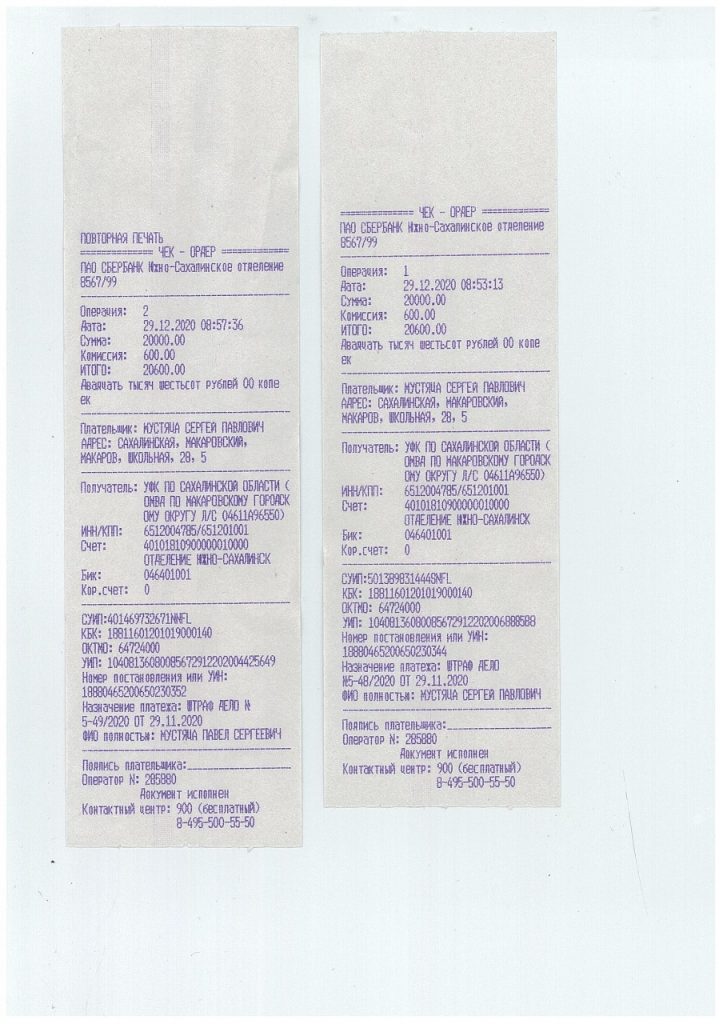 ПОВТОРНАЯ ПЕЧАТЬ
============== ЧЕК - ОРДЕР =============
ПАО СБЕРБАНК Южно-Сахалинское отделение
8567/99
Операция: 2
Дата: 29.12.2020 08:57:36
Сумма: 20000.00
Комиссия: 600.00
ИТОГО: 20600.00
Двадцать тысяч шестьсот рублей 00 копе
ек
Плательщик: МУСТЯЦА СЕРГЕЙ ПАВЛОВИЧ
АДРЕС: САХАЛИНСКАЯ, МАКАРОВСКИЙ,
МАКАРОВ, ШКОЛЬНАЯ, 28, 5
Получатель: УФК ПО САХАЛИНСКОЙ ОБЛАСТИ (
ОМВД ПО МАКАРОВСКОМУ ГОРОДСК
ОМУ ОКРУГУ Л/С 04611А96550)
ИНН/КПП: 6512004785/651201001
Счет: 40101810900000010000
ОТДЕЛЕНИЕ ЮЖНО-САХАЛИНСК
Бик: 046401001
Кор.счет: 0
СУИП:401469732671NNFL
КБК: 18811601201019000140
ОКТМО: 64724000
УИП: 10408136080085672912202004425649
Номер постановления или УИН:
18880465200650230352
Назначение платежа: ШТРАФ ДЕЛО №
5-49/2020 ОТ 29.11.2020
ФИО полностью: МУСТЯЦА ПАВЕЛ СЕРГЕЕВИЧ
Подпись плательщика:_______________
Оператор N: 285880
Документ исполнен
Контактный центр: 900 (бесплатный)
8-495-500-55-50
============== ЧЕК - ОРДЕР =============
ПАО СБЕРБАНК Южно-Сахалинское отделение
8567/99
Операция: 1
Дата: 29.12.2020 08:53:13
Сумма: 20000.00
Комиссия: 600.00
ИТОГО: 20600.00
Двадцать тысяч шестьсот рублей 00 копе
ек
Плательщик: МУСТЯЦА СЕРГЕЙ ПАВЛОВИЧ
АДРЕС: САХАЛИНСКАЯ, МАКАРОВСКИЙ,
МАКАРОВ, ШКОЛЬНАЯ, 28, 5
Получатель: УФК ПО САХАЛИНСКОЙ ОБЛАСТИ (
ОМВД ПО МАКАРОВСКОМУ ГОРОДСК
ОМУ ОКРУГУ Л/С 04611А96550)
ИНН/КПП: 6512004785/651201001
Счет: 40101810900000010000
ОТДЕЛЕНИЕ ЮЖНО-САХАЛИНСК
Бик: 046401001
Кор.счет: 0
СУИП:501389831444SNFL
КБК: 18811601201019000140
ОКТМО: 64724000
УИП: 10408136080085672912202006888588
Номер постановления или УИН:
18880465200650230344
Назначение платежа: ШТРАФ ДЕЛО
№5-48/2020 ОТ 29.11.2020
ФИО полностью: МУСТЯЦА СЕРГЕЙ ПАВЛОВИЧ
Подпись плательщика:_______________
Оператор N: 285880
Документ исполнен
Контактный центр: 900 (бесплатный)
8-495-500-55-50